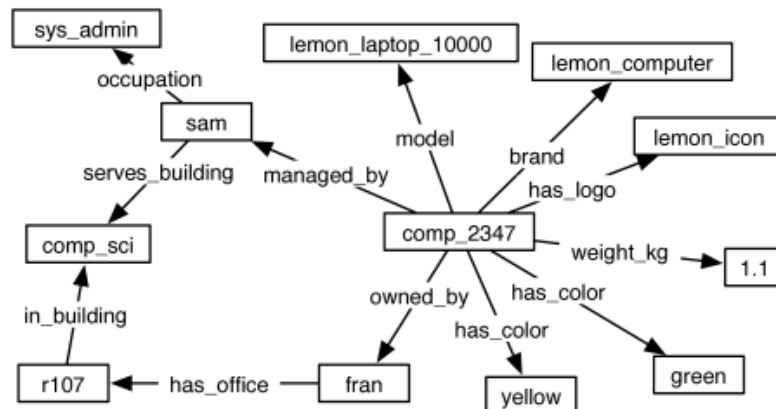 sys_admin
lemon_laptop_10000
lemon_computer
occupation
sam
model
lemon_icon
brand
serves_building
managed_by
has_logo
comp_sci
comp_2347
weight_kg
1.1
owned_by
has_color
in_building
has_color
r107
has_office
fran
yellow
green